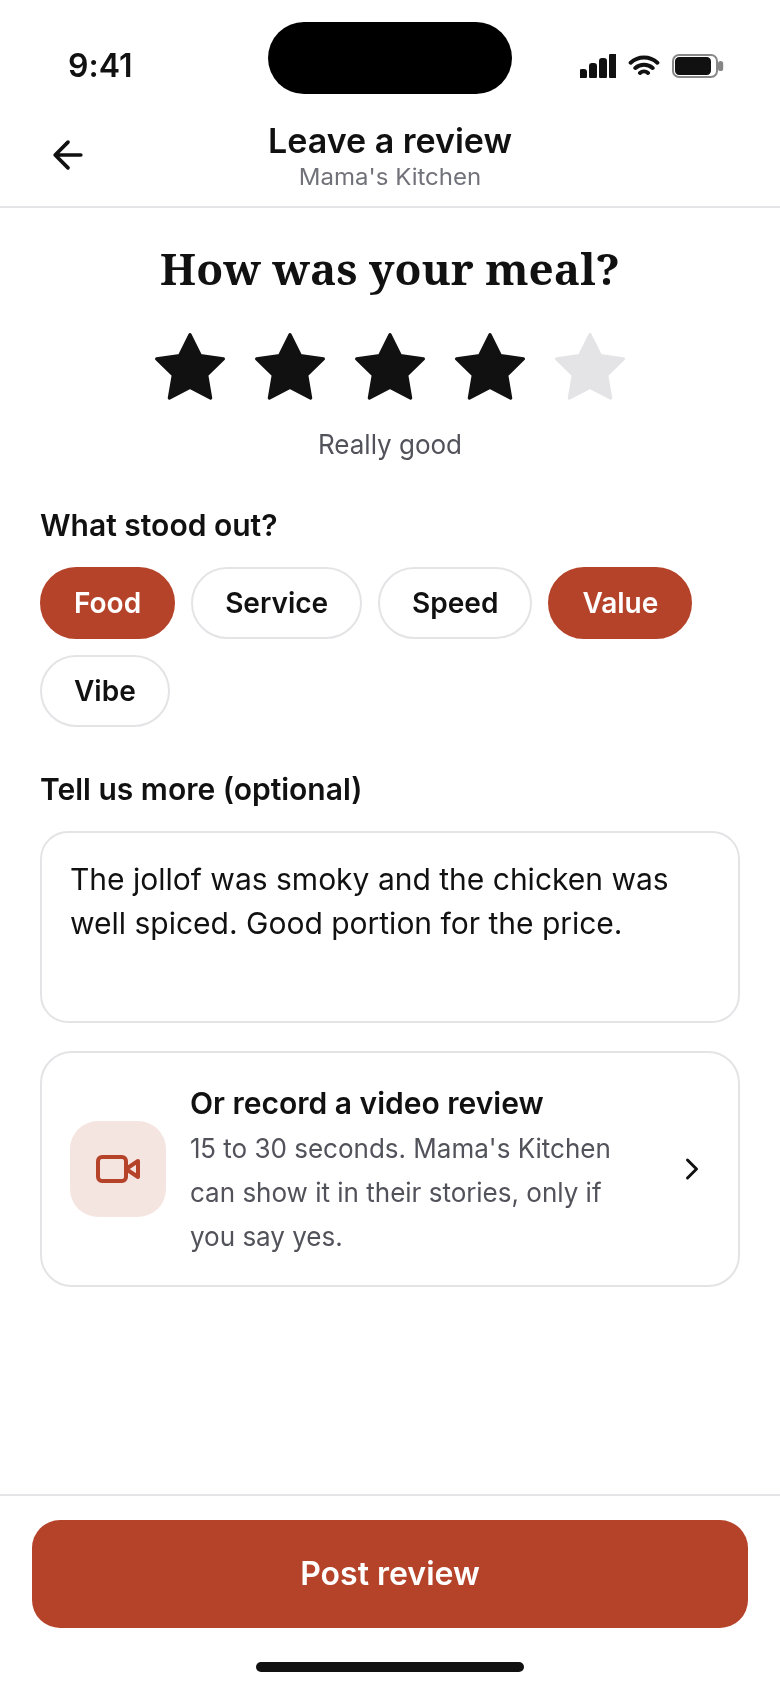 9:41
Leave a review
Mama's Kitchen
How was your meal?
Really good
What stood out?
Food Service Speed Value
Vibe
Tell us more (optional)
The jollof was smoky and the chicken was
well spiced. Good portion for the price.
Or record a video review
15 to 30 seconds. Mama's Kitchen
can show it in their stories, only if
you say yes.
Post review